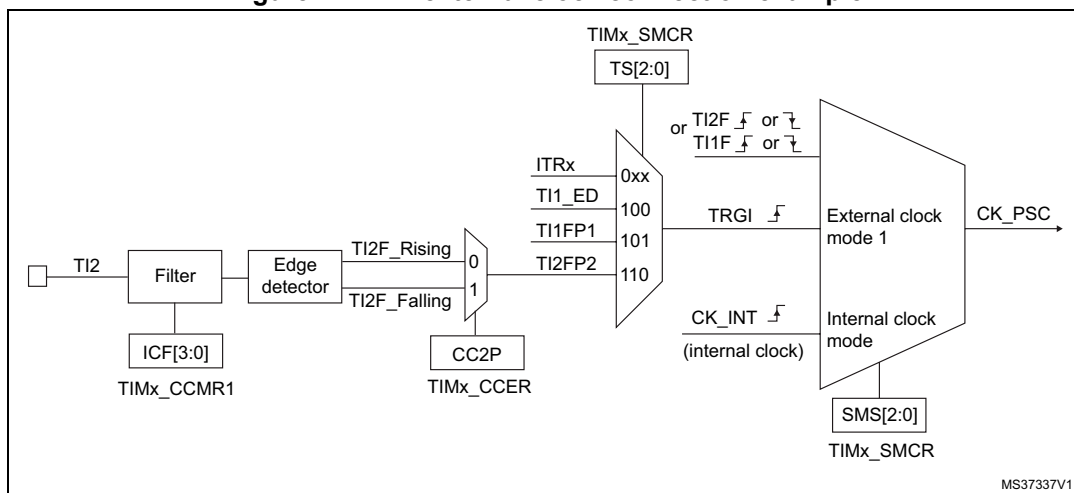 TIMx_SMCR
TS[2:0]
or TI2F or
TI1F or
ITRx
0xx
TI1_ED
100
TRGI
External clock
mode 1
CK_PSC
TI1FP1
101
TI2F_Rising
0
TI2FP2
110
TI2
Filter
Edge
detector
TI2F_Falling
1
CK_INT
(internal clock)
Internal clock
mode
ICF[3:0]
TIMx_CCMR1
CC2P
TIMx_CCER
SMS[2:0]
TIMx_SMCR
MS37337V1